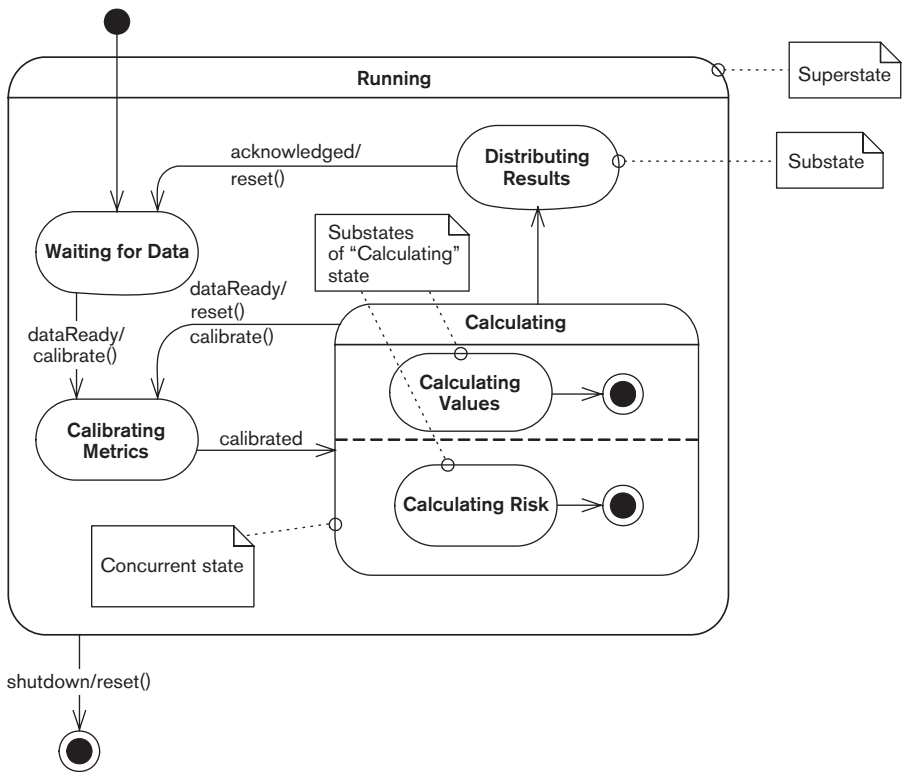 Running
Superstate
Distributing
Results
Substate
acknowledged/
reset()
Substates
of “Calculating”
state
Waiting for Data
dataReady/
reset()
calibrate()
Calculating
dataReady/
calibrate()
Calculating
Values
Calibrating
Metrics
calibrated
Calculating Risk
Concurrent state
shutdown/reset()